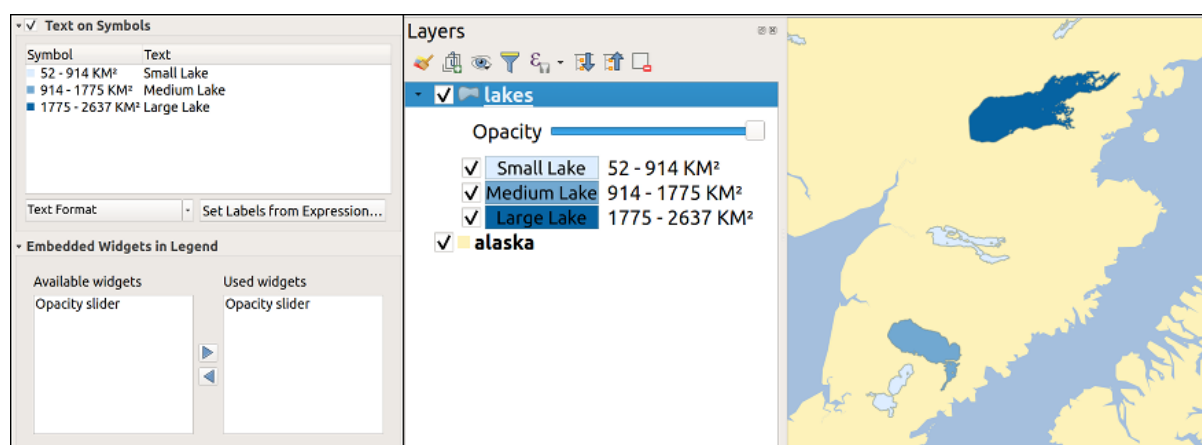 Text on Symbols
Symbol Text
52 - 914 KM² Small Lake
914 - 1775 KM² Medium Lake
1775 - 2637 KM² Large Lake
Text Format
Set Labels from Expression...
Embedded Widgets in Legend
Available widgets Used widgets
Opacity slider Opacity slider
Layers
lakes
Opacity
Small Lake 52 - 914 KM²
Medium Lake 914 - 1775 KM²
Large Lake 1775 - 2637 KM²
alaska